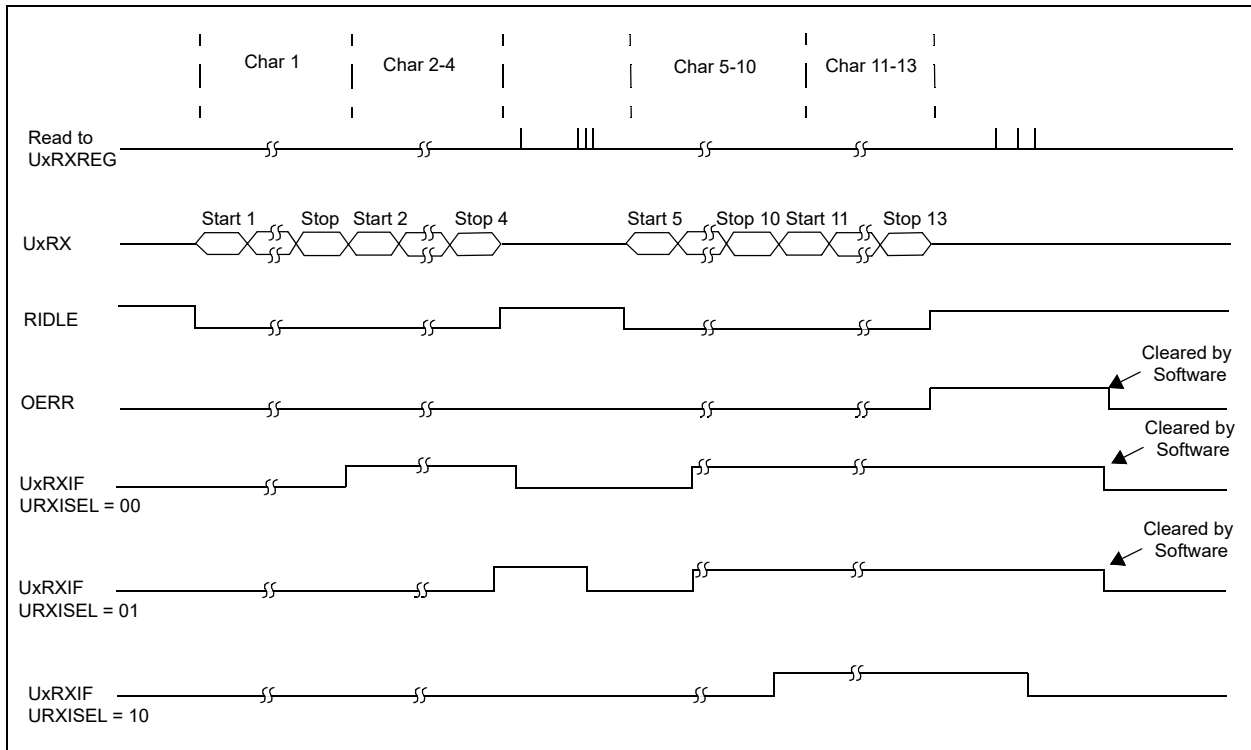 Char 1
Char 2-4
Char 5-10
Char 11-13
Read to
UxRXREG
Start 1
Stop
Start 2
Stop 4
Start 5
Stop 10
Start 11
Stop 13
UxRX
RIDLE
Cleared by
Software
OERR
Cleared by
Software
UxRXIF
URXISEL = 00
Cleared by
Software
UxRXIF
URXISEL = 01
UxRXIF
URXISEL = 10